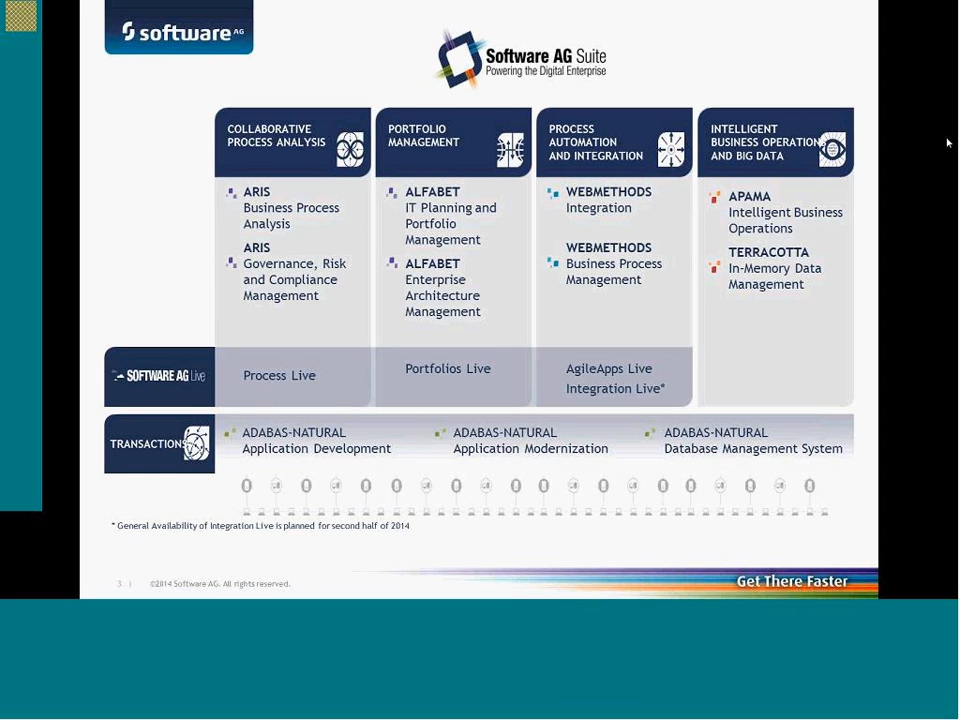 software AG
Software AG Suite
Powering the Digital Enterprise
COLLABORATIVE
PROCESS ANALYSIS
PORTFOLIO
MANAGEMENT
PROCESS
AUTOMATION
AND INTEGRATION
INTELLIGENT
BUSINESS OPERATIONS
AND BIG DATA
ARIS
Business Process
Analysis
ARIS
Governance, Risk
and Compliance
Management
ALFABET
IT Planning and
Portfolio
Management
ALFABET
Enterprise
Architecture
Management
WEBMETHODS
Integration
WEBMETHODS
Business Process
Management
APAMA
Intelligent Business
Operations
TERRACOTTA
In-Memory Data
Management
SOFTWARE AG Live
Process Live
Portfolios Live
AgileApps Live
Integration Live*
TRANSACTIONS
ADABAS-NATURAL
Application Development
ADABAS-NATURAL
Application Modernization
ADABAS-NATURAL
Database Management System
* General Availability of Integration Live is planned for second half of 2014
3 |
©2014 Software AG. All rights reserved.
Get There Faster